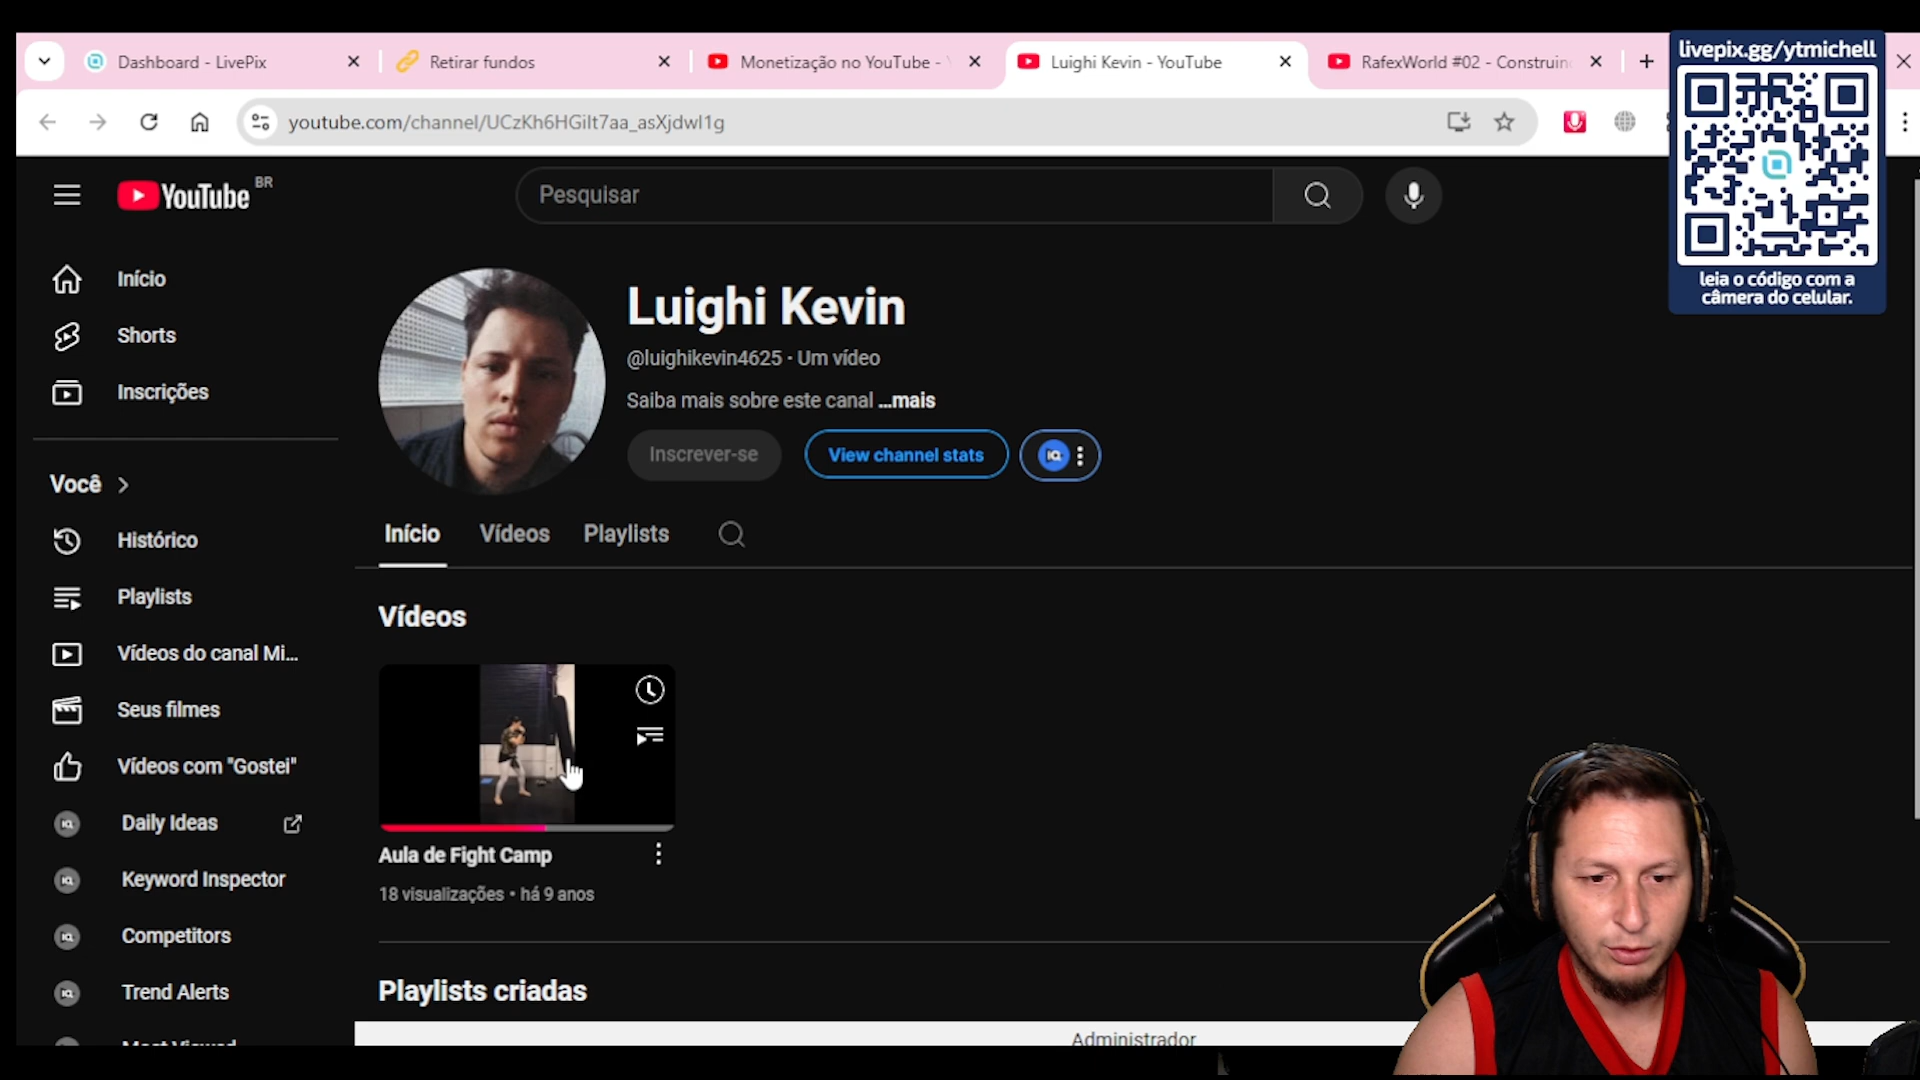 Dashboard - LivePix
Retirar fundos
Monetização no YouTube -
Luighi Kevin - YouTube
RafexWorld #02 - Construin
livepix.gg/ytmichell
youtube.com/channel/UCzKh6HGiIt7aa_asXjdwI1g
leia o código com a
câmera do celular.
YouTube BR
Pesquisar
Início
Shorts
Inscrições
Você
Histórico
Playlists
Vídeos do canal Mi...
Seus filmes
Vídeos com "Gostei"
Daily Ideas
Keyword Inspector
Competitors
Trend Alerts
Luighi Kevin
@luighikevin4625 · Um vídeo
Saiba mais sobre este canal ...mais
Inscrever-se
View channel stats
IQ
Início
Vídeos
Playlists
Vídeos
Aula de Fight Camp
18 visualizações • há 9 anos
Playlists criadas
Administrador